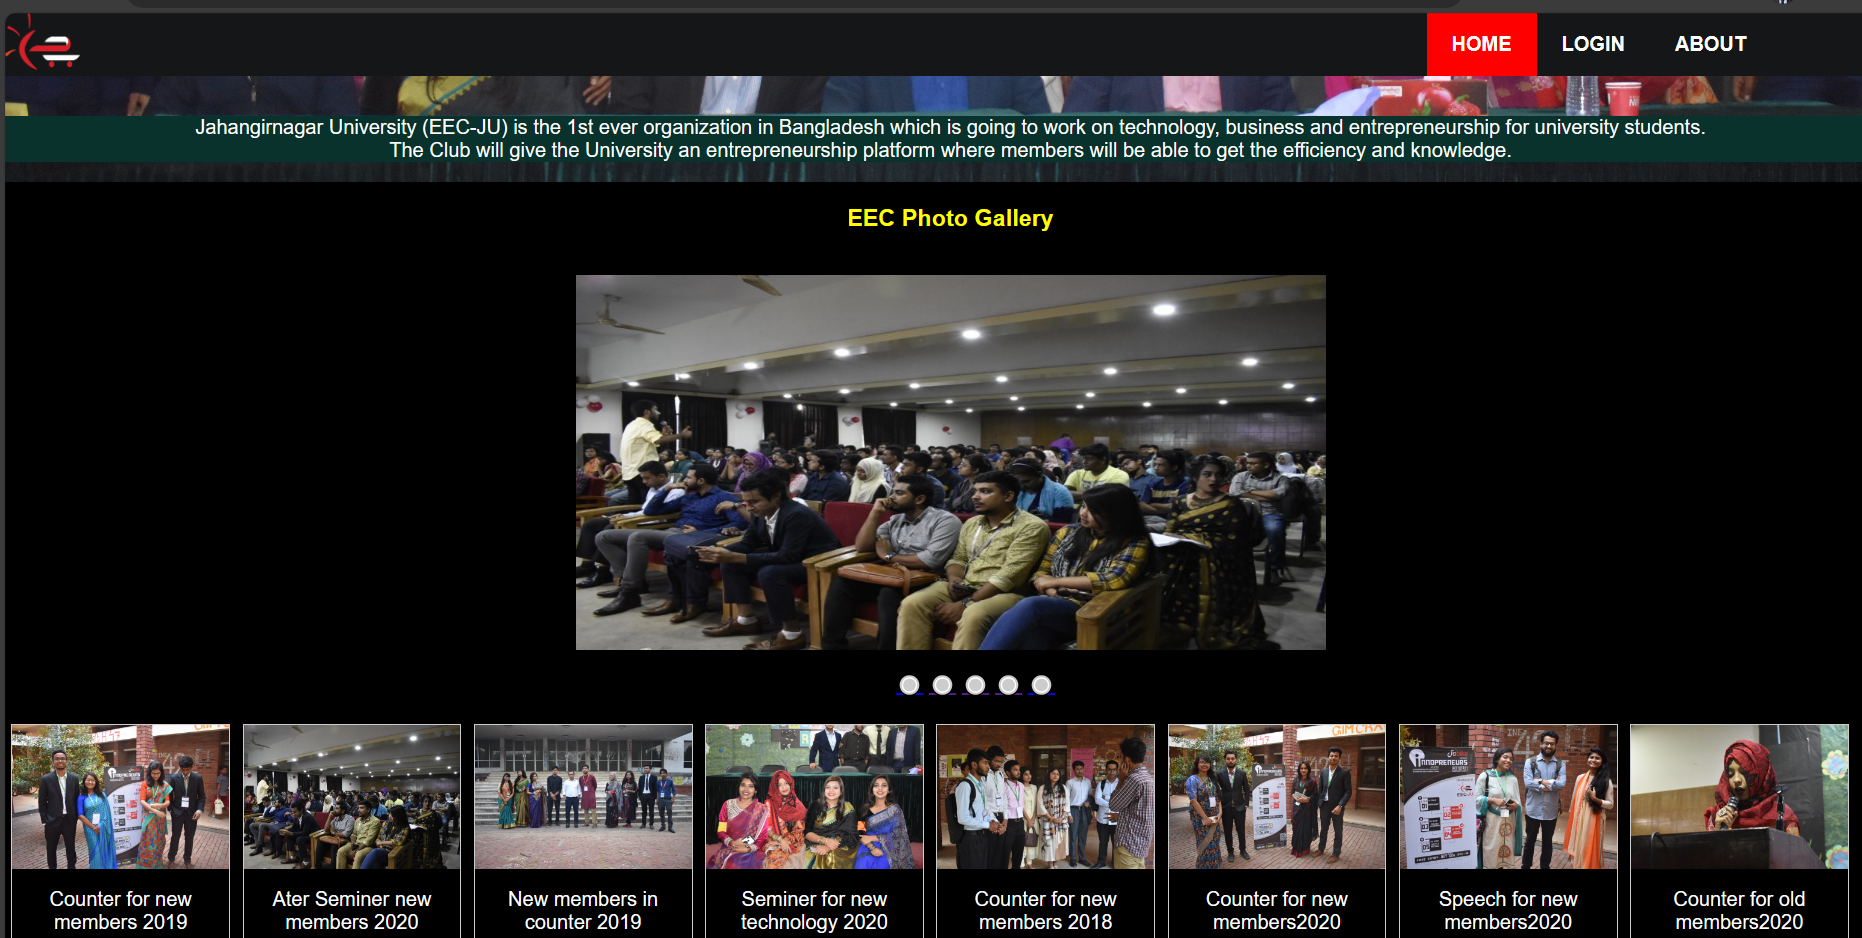 HOME LOGIN ABOUT
Jahangirnagar University (EEC-JU) is the 1st ever organization in Bangladesh which is going to work on technology, business and entrepreneurship for university students.
The Club will give the University an entrepreneurship platform where members will be able to get the efficiency and knowledge.
EEC Photo Gallery
INNOPRENEURS
Counter for new
members 2019
Ater Seminer new
members 2020
New members in
counter 2019
Seminer for new
technology 2020
Counter for new
members 2018
Counter for new
members2020
Speech for new
members2020
Counter for old
members2020